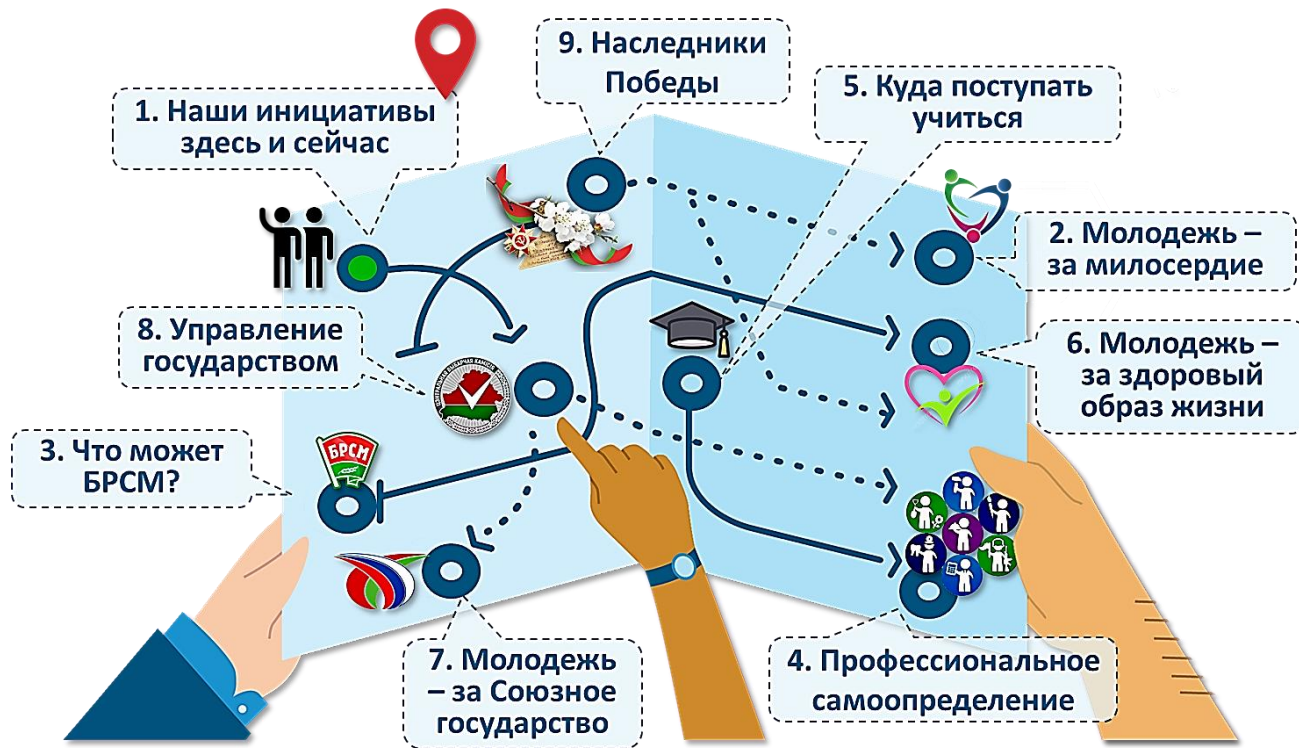 9. Наследники
Победы
1. Наши инициативы
здесь и сейчас
5. Куда поступать
учиться
2. Молодежь –
за милосердие
8. Управление
государством
6. Молодежь –
за здоровый
образ жизни
3. Что может
БРСМ?
БРСМ
7. Молодежь
– за Союзное
государство
4. Профессиональное
самоопределение